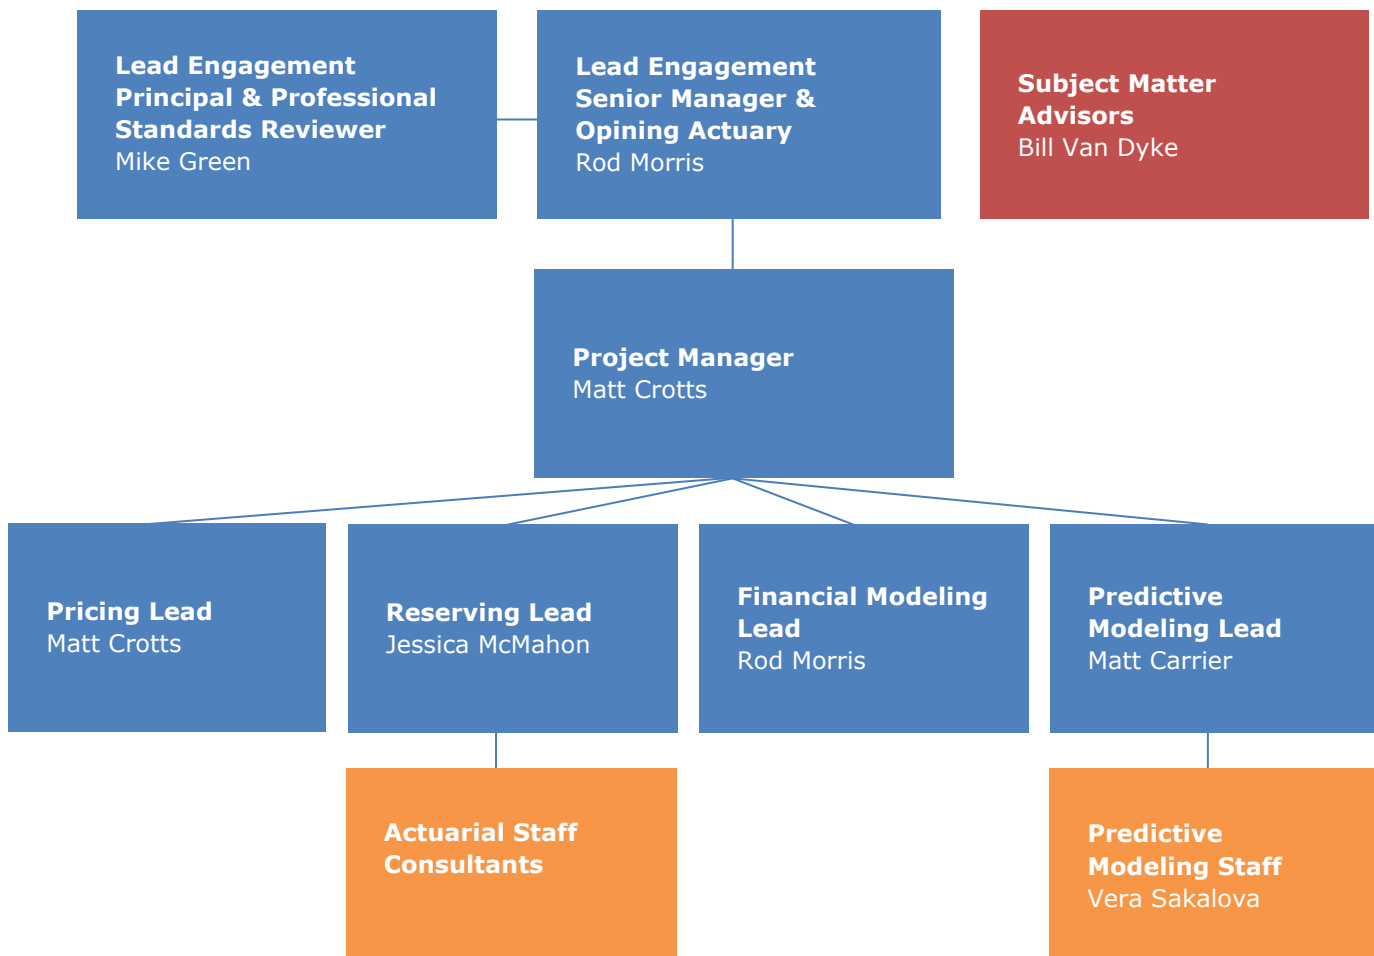 Lead Engagement
Principal & Professional
Standards Reviewer
Mike Green
Lead Engagement
Senior Manager &
Opining Actuary
Rod Morris
Subject Matter
Advisors
Bill Van Dyke
Project Manager
Matt Crotts
Pricing Lead
Matt Crotts
Reserving Lead
Jessica McMahon
Financial Modeling
Lead
Rod Morris
Predictive
Modeling Lead
Matt Carrier
Actuarial Staff
Consultants
Predictive
Modeling Staff
Vera Sakalova